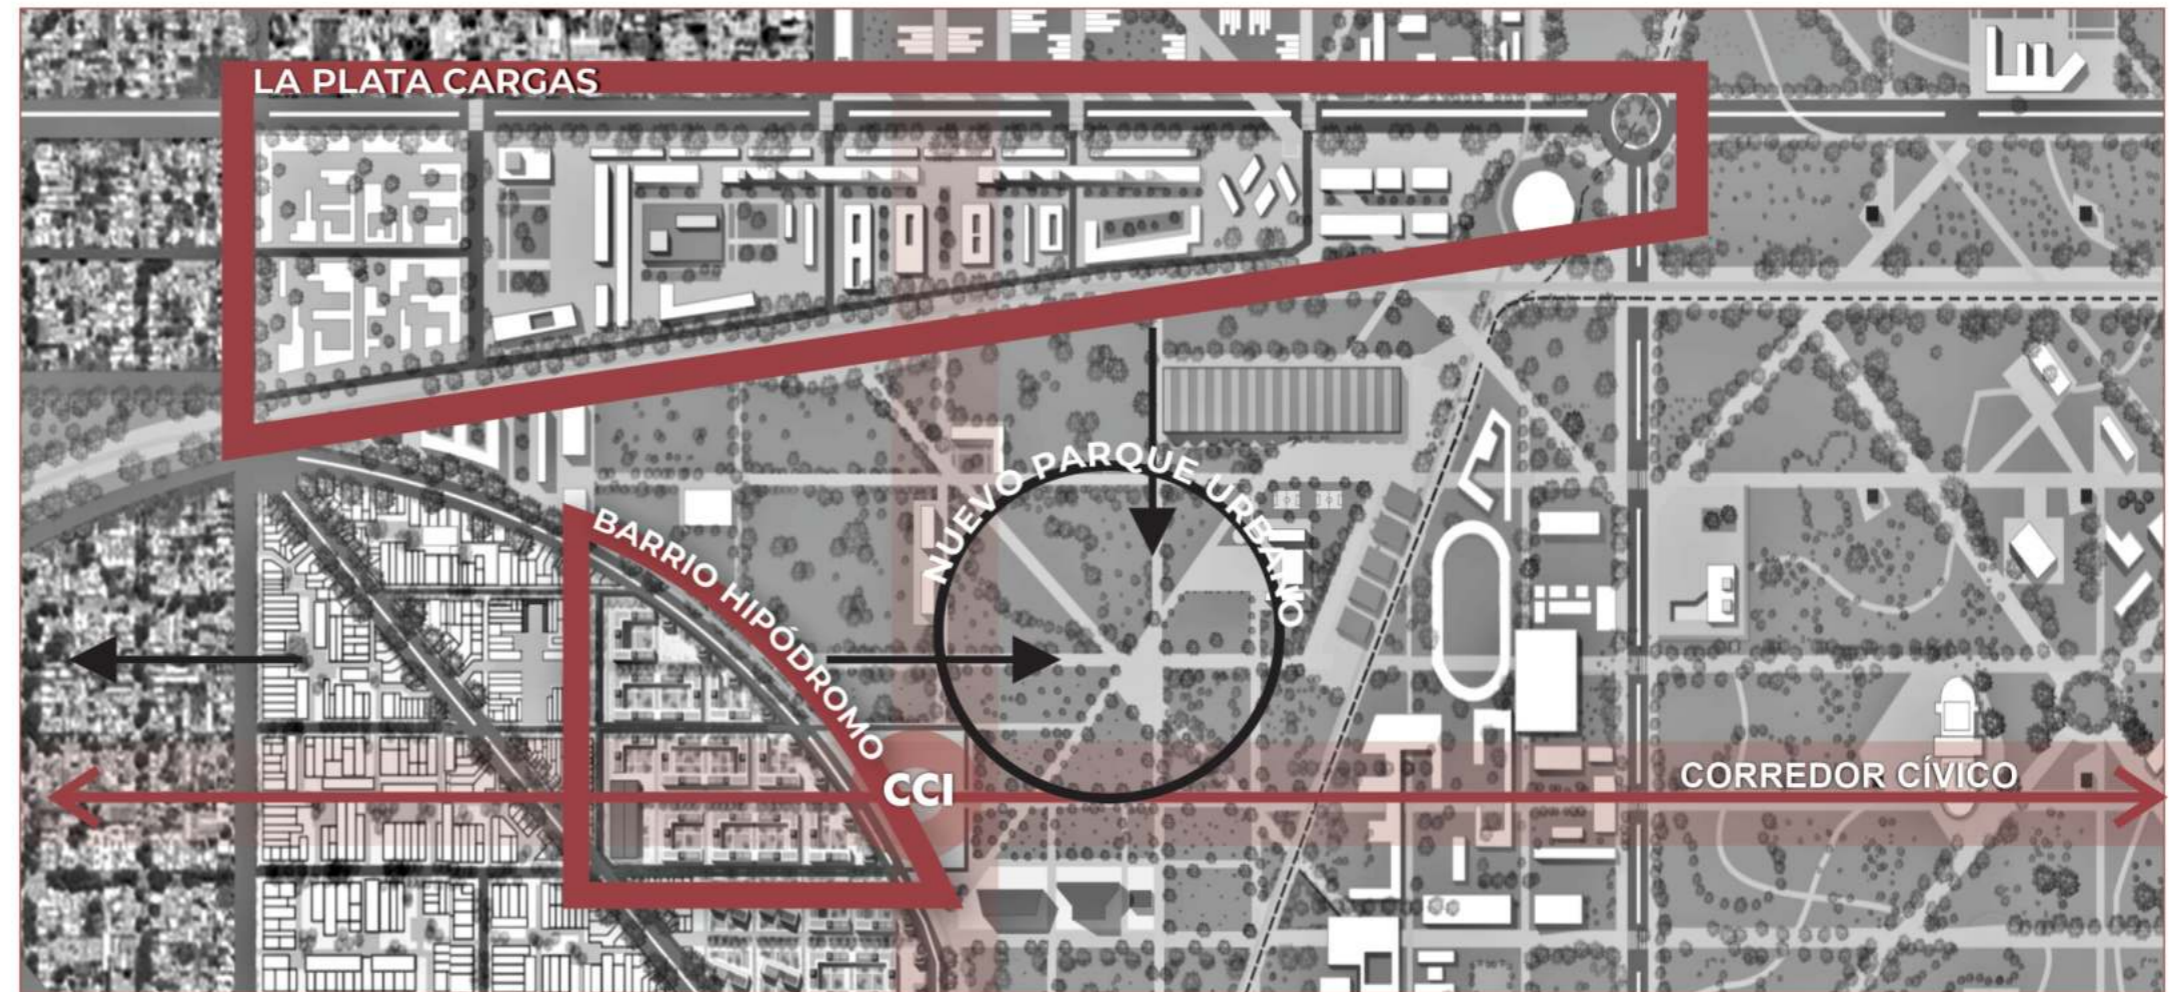 LA PLATA CARGAS
NUEVO PARQUE URBANO
BARRIO HIPÓDROMO
CCI
CORREDOR CÍVICO